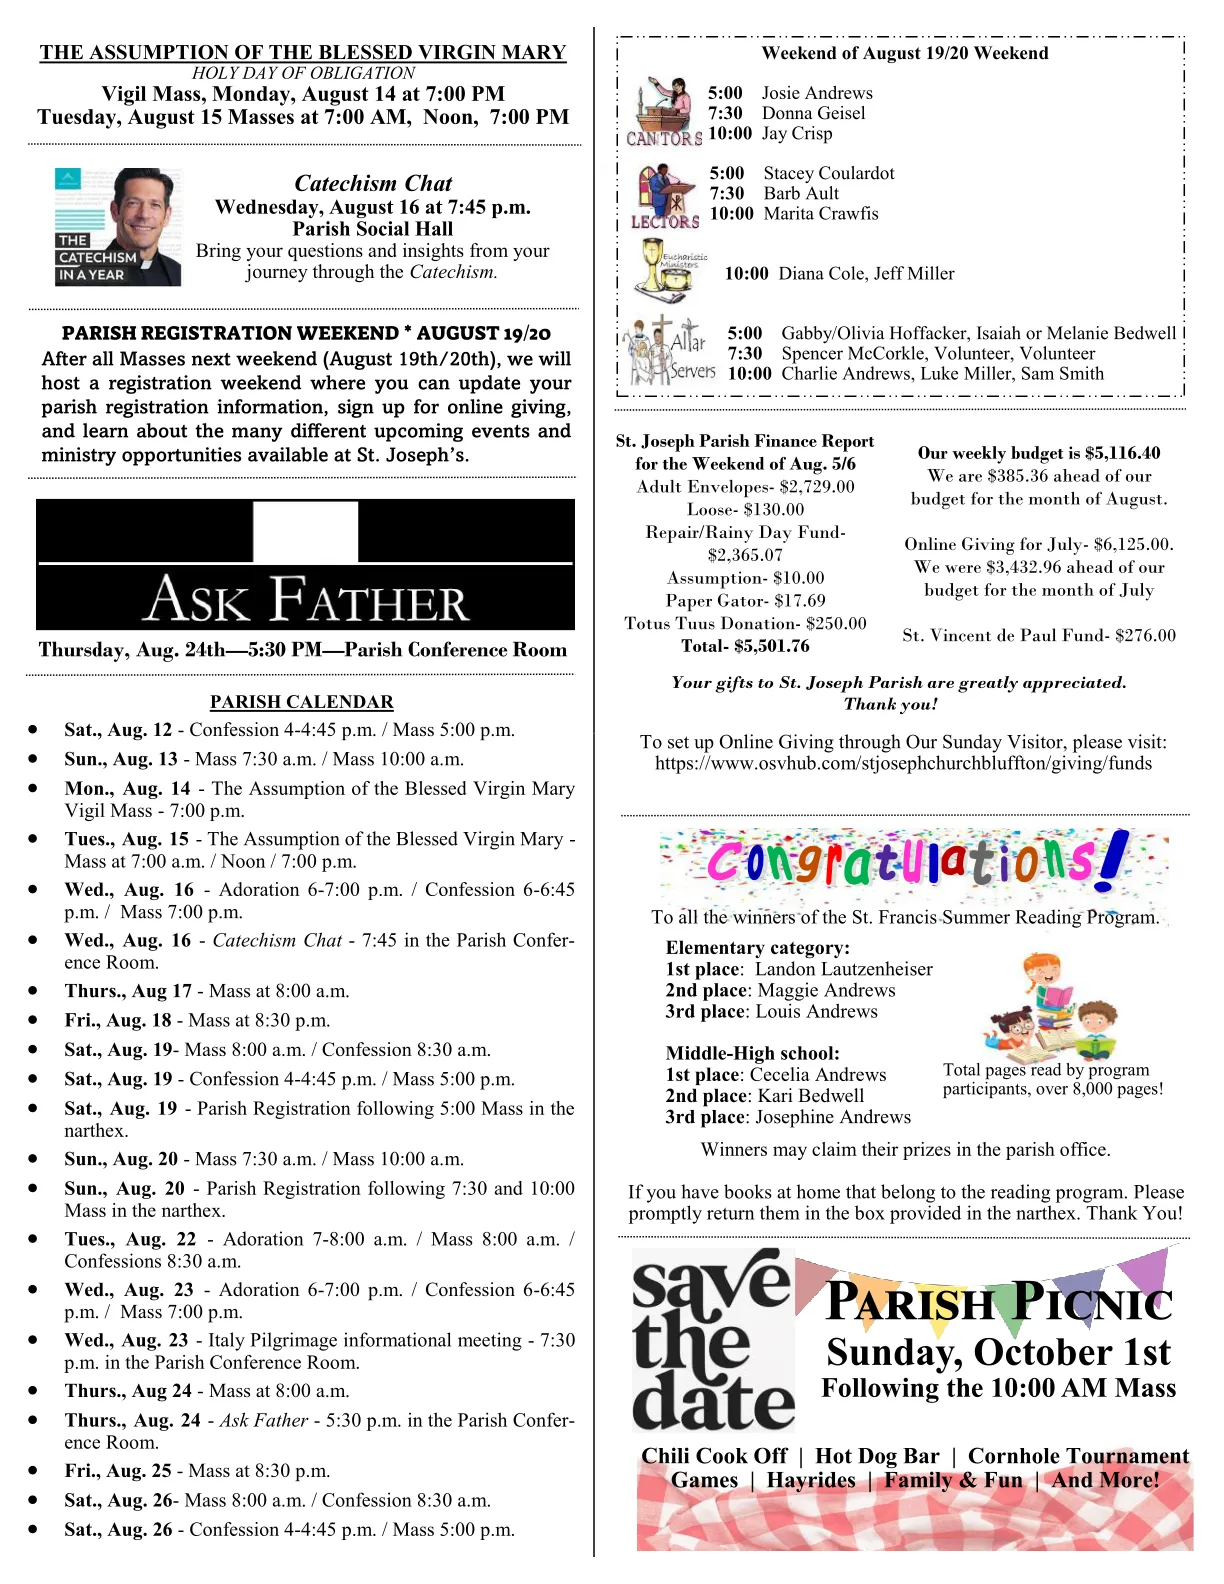 THE ASSUMPTION OF THE BLESSED VIRGIN MARY
HOLY DAY OF OBLIGATION
Vigil Mass, Monday, August 14 at 7:00 PM
Tuesday, August 15 Masses at 7:00 AM, Noon, 7:00 PM
THE
CATECHISM
IN A YEAR
Catechism Chat
Wednesday, August 16 at 7:45 p.m.
Parish Social Hall
Bring your questions and insights from your
journey through the Catechism.
PARISH REGISTRATION WEEKEND * AUGUST 19/20
After all Masses next weekend (August 19th/20th), we will
host a registration weekend where you can update your
parish registration information, sign up for online giving,
and learn about the many different upcoming events and
ministry opportunities available at St. Joseph's.
ASK FATHER
Thursday, Aug. 24th—5:30 PM—Parish Conference Room
PARISH CALENDAR
• Sat., Aug. 12 - Confession 4-4:45 p.m. / Mass 5:00 p.m.
• Sun., Aug. 13 - Mass 7:30 a.m. / Mass 10:00 a.m.
• Mon., Aug. 14 - The Assumption of the Blessed Virgin Mary
Vigil Mass - 7:00 p.m.
• Tues., Aug. 15 - The Assumption of the Blessed Virgin Mary -
Mass at 7:00 a.m. / Noon / 7:00 p.m.
• Wed., Aug. 16 - Adoration 6-7:00 p.m. / Confession 6-6:45
p.m. / Mass 7:00 p.m.
• Wed., Aug. 16 - Catechism Chat - 7:45 in the Parish Confer-
ence Room.
• Thurs., Aug 17 - Mass at 8:00 a.m.
• Fri., Aug. 18 - Mass at 8:30 p.m.
• Sat., Aug. 19- Mass 8:00 a.m. / Confession 8:30 a.m.
• Sat., Aug. 19 - Confession 4-4:45 p.m. / Mass 5:00 p.m.
• Sat., Aug. 19 - Parish Registration following 5:00 Mass in the
narthex.
• Sun., Aug. 20 - Mass 7:30 a.m. / Mass 10:00 a.m.
• Sun., Aug. 20 - Parish Registration following 7:30 and 10:00
Mass in the narthex.
• Tues., Aug. 22 - Adoration 7-8:00 a.m. / Mass 8:00 a.m. /
Confessions 8:30 a.m.
• Wed., Aug. 23 - Adoration 6-7:00 p.m. / Confession 6-6:45
p.m. / Mass 7:00 p.m.
• Wed., Aug. 23 - Italy Pilgrimage informational meeting - 7:30
p.m. in the Parish Conference Room.
• Thurs., Aug 24 - Mass at 8:00 a.m.
• Thurs., Aug. 24 - Ask Father - 5:30 p.m. in the Parish Confer-
ence Room.
• Fri., Aug. 25 - Mass at 8:30 p.m.
• Sat., Aug. 26- Mass 8:00 a.m. / Confession 8:30 a.m.
• Sat., Aug. 26 - Confession 4-4:45 p.m. / Mass 5:00 p.m.
Weekend of August 19/20 Weekend
CANTORS
5:00 Josie Andrews
7:30 Donna Geisel
10:00 Jay Crisp
LECTORS
5:00 Stacey Coulardot
7:30 Barb Ault
10:00 Marita Crawfis
Eucharistic
Ministers
10:00 Diana Cole, Jeff Miller
Altar
Servers
5:00 Gabby/Olivia Hoffacker, Isaiah or Melanie Bedwell
7:30 Spencer McCorkle, Volunteer, Volunteer
10:00 Charlie Andrews, Luke Miller, Sam Smith
St. Joseph Parish Finance Report
for the Weekend of Aug. 5/6
Adult Envelopes- $2,729.00
Loose- $130.00
Repair/Rainy Day Fund-
$2,365.07
Assumption- $10.00
Paper Gator- $17.69
Totus Tuus Donation- $250.00
Total- $5,501.76
Our weekly budget is $5,116.40
We are $385.36 ahead of our
budget for the month of August.
Online Giving for July- $6,125.00.
We were $3,432.96 ahead of our
budget for the month of July
St. Vincent de Paul Fund- $276.00
Your gifts to St. Joseph Parish are greatly appreciated.
Thank you!
To set up Online Giving through Our Sunday Visitor, please visit:
https://www.osvhub.com/stjosephchurchbluffton/giving/funds
Congratulations!
To all the winners of the St. Francis Summer Reading Program.
Elementary category:
1st place: Landon Lautzenheiser
2nd place: Maggie Andrews
3rd place: Louis Andrews
Middle-High school:
1st place: Cecelia Andrews
2nd place: Kari Bedwell
3rd place: Josephine Andrews
Total pages read by program
participants, over 8,000 pages!
Winners may claim their prizes in the parish office.
If you have books at home that belong to the reading program. Please
promptly return them in the box provided in the narthex. Thank You!
save
the
date
PARISH PICNIC
Sunday, October 1st
Following the 10:00 AM Mass
Chili Cook Off | Hot Dog Bar | Cornhole Tournament
Games | Hayrides | Family & Fun | And More!